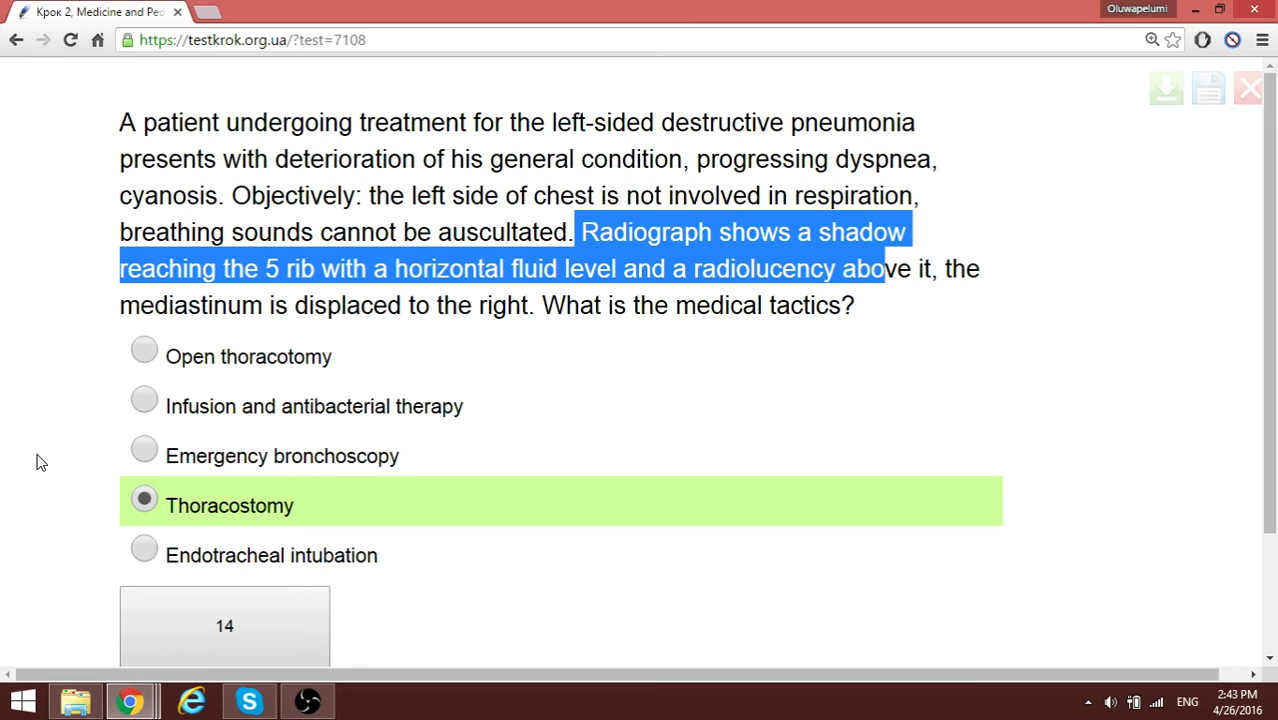 Oluwapelumi
Крок 2, Medicine and Ped
https://testkrok.org.ua/?test=7108
A patient undergoing treatment for the left-sided destructive pneumonia
presents with deterioration of his general condition, progressing dyspnea,
cyanosis. Objectively: the left side of chest is not involved in respiration,
breathing sounds cannot be auscultated. Radiograph shows a shadow
reaching the 5 rib with a horizontal fluid level and a radiolucency above it, the
mediastinum is displaced to the right. What is the medical tactics?
Open thoracotomy
Infusion and antibacterial therapy
Emergency bronchoscopy
Thoracostomy
Endotracheal intubation
14
ENG
2:43 PM
4/26/2016